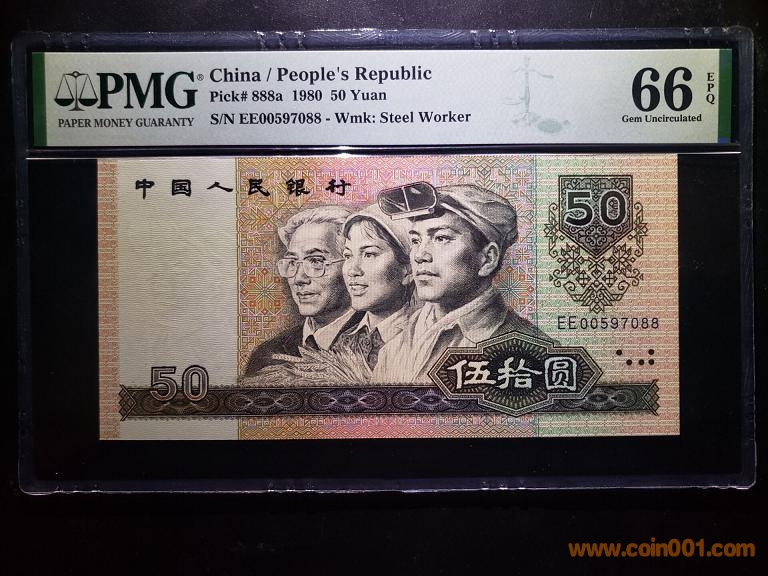 PMG®
PAPER MONEY GUARANTY
China / People's Republic
Pick# 888a 1980 50 Yuan
S/N EE00597088 - Wmk: Steel Worker
66 EPQ
Gem Uncirculated
中国人民银行
50
EE00597088
50
伍拾圆
www.coin001.com